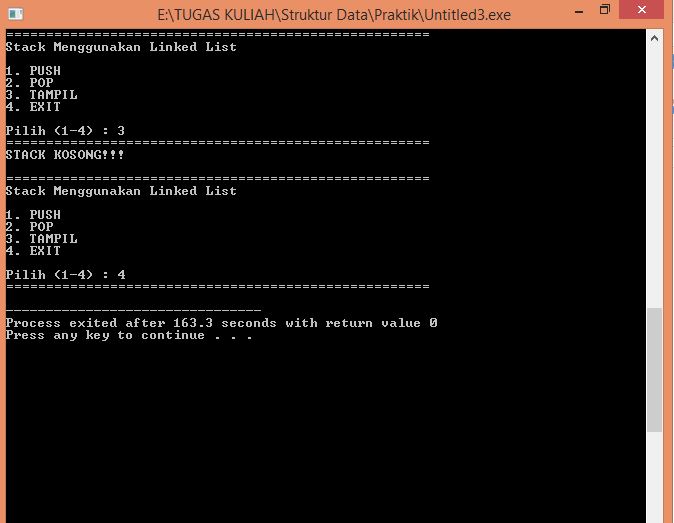 E:\TUGAS KULIAH\Struktur Data\Praktik\Untitled3.exe
=====================================================
Stack Menggunakan Linked List
1. PUSH
2. POP
3. TAMPIL
4. EXIT
Pilih (1-4) : 3
=====================================================
STACK KOSONG!!!
=====================================================
Stack Menggunakan Linked List
1. PUSH
2. POP
3. TAMPIL
4. EXIT
Pilih (1-4) : 4
=====================================================
--------------------------------
Process exited after 163.3 seconds with return value 0
Press any key to continue . . .